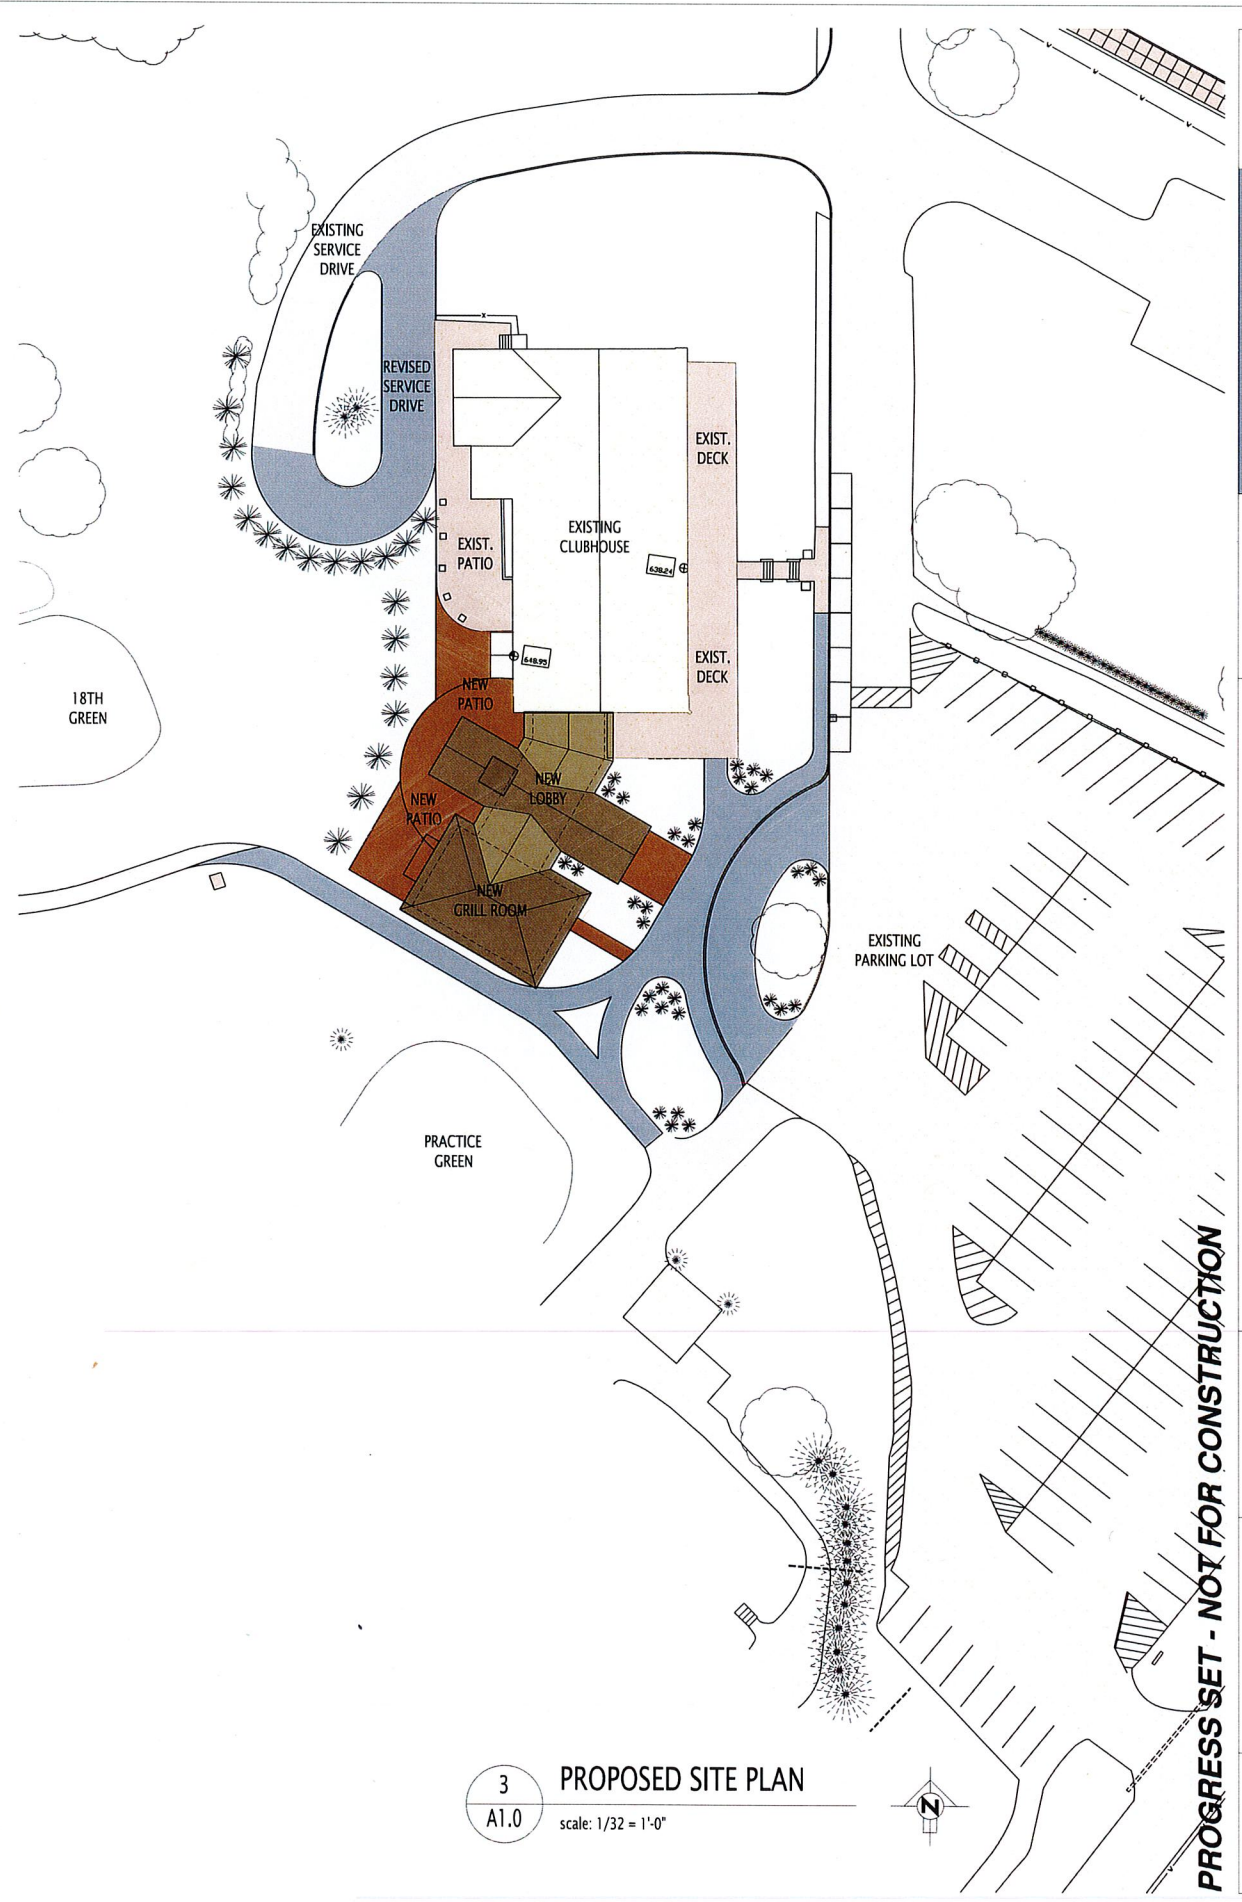 EXISTING
SERVICE
DRIVE
REVISED
SERVICE
DRIVE
EXIST.
DECK
EXISTING
CLUBHOUSE
EXIST.
PATIO
638.24
648.95
EXIST.
DECK
18TH
GREEN
NEW
PATIO
NEW
LOBBY
NEW
PATIO
NEW
GRILL ROOM
EXISTING
PARKING LOT
PRACTICE
GREEN
3
A1.0
PROPOSED SITE PLAN
scale: 1/32 = 1'-0"
N
PROGRESS SET - NOT FOR CONSTRUCTION